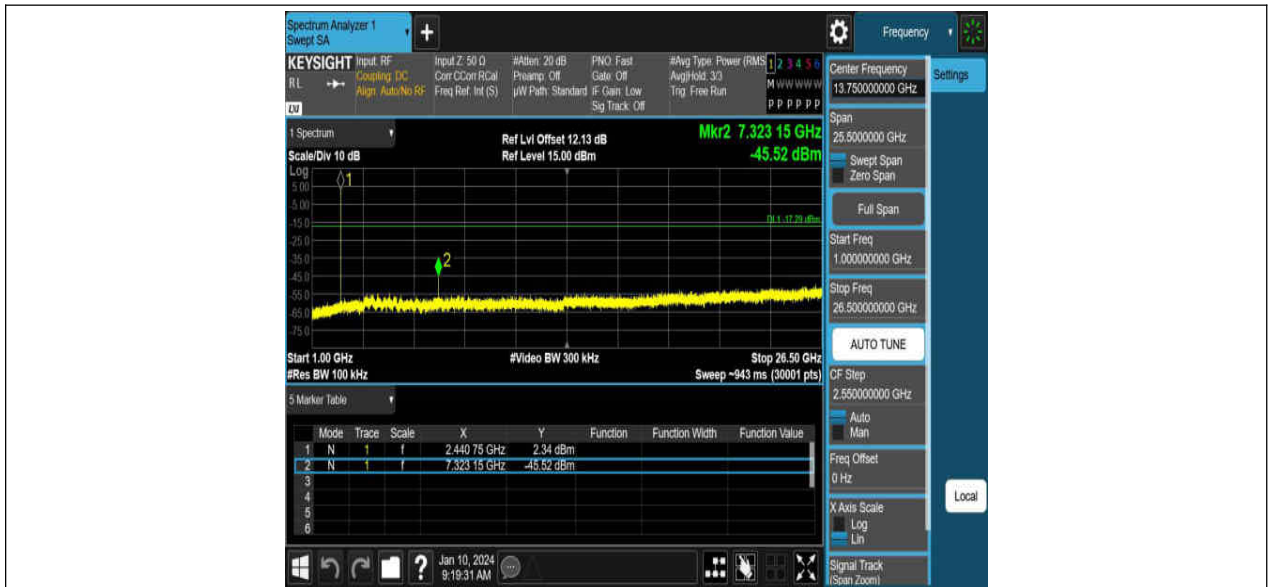 Spectrum Analyzer 1
Swept SA
+
Frequency
KEYSIGHT
RL
LXI
Input: RF
Coupling: DC
Align: Auto/No RF
Input Z: 50 Ω
Corr CCorr RCal
Freq Ref: Int (S)
#Atten: 20 dB
Preamp: Off
µW Path: Standard
PNO: Fast
Gate: Off
IF Gain: Low
Sig Track: Off
#Avg Type: Power (RMS
Avg|Hold: 3/3
Trig: Free Run
1 2 3 4 5 6
M W W W W W
P P P P P P
1 Spectrum
Scale/Div 10 dB
Ref Lvl Offset 12.13 dB
Ref Level 15.00 dBm
Mkr2 7.323 15 GHz
-45.52 dBm
Log
5.00
-5.00
-15.0
-25.0
-35.0
-45.0
-55.0
-65.0
-75.0
1
2
DL1 -17.29 dBm
Start 1.00 GHz
#Res BW 100 kHz
#Video BW 300 kHz
Stop 26.50 GHz
Sweep ~943 ms (30001 pts)
5 Marker Table
Mode Trace Scale X Y Function Function Width Function Value
1 N 1 f 2.440 75 GHz 2.34 dBm
2 N 1 f 7.323 15 GHz -45.52 dBm
3
4
5
6
Jan 10, 2024
9:19:31 AM
Center Frequency
13.750000000 GHz
Span
25.5000000 GHz
Swept Span
Zero Span
Full Span
Start Freq
1.000000000 GHz
Stop Freq
26.500000000 GHz
AUTO TUNE
CF Step
2.550000000 GHz
Auto
Man
Freq Offset
0 Hz
X Axis Scale
Log
Lin
Signal Track
(Span Zoom)
Settings
Local